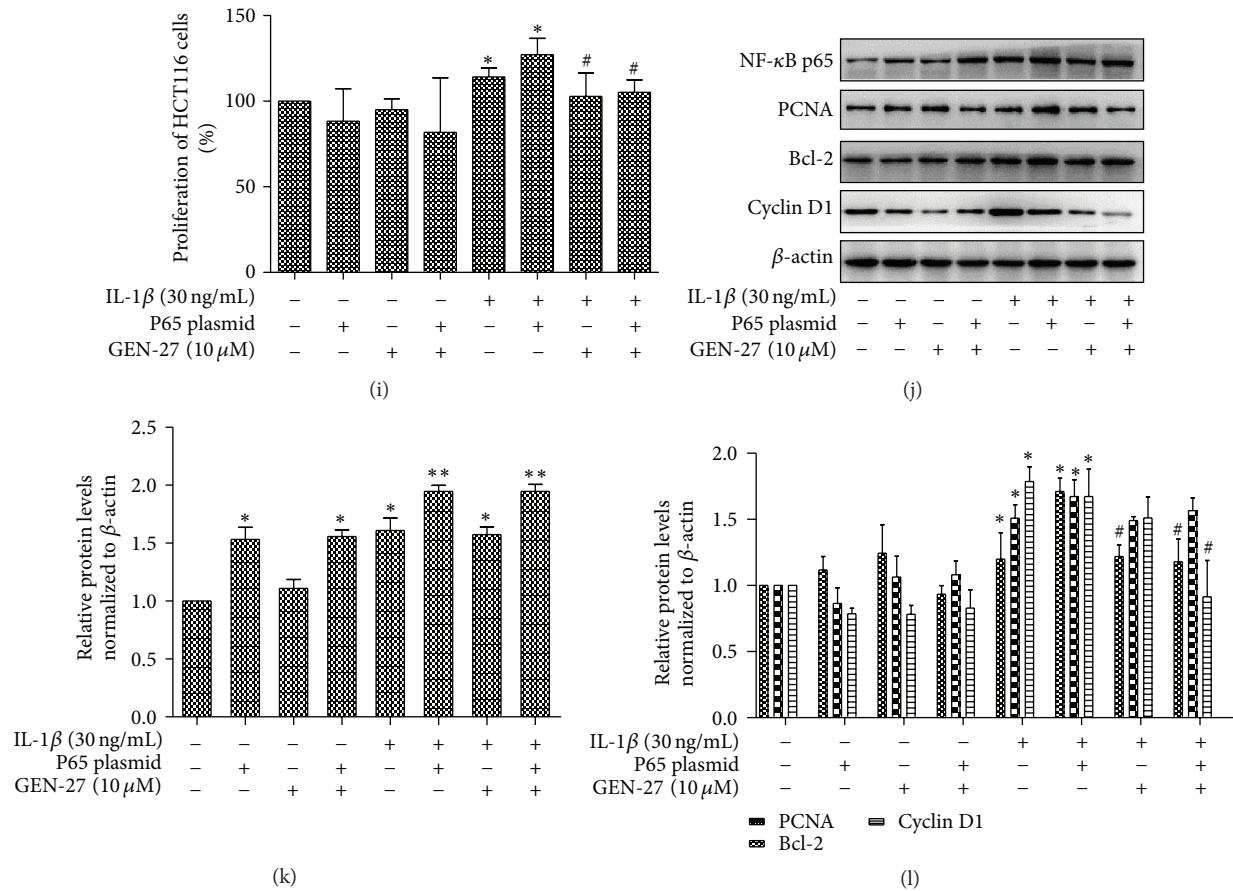 150
100
50
0
Proliferation of HCT116 cells
(%)
* * # #
IL-1β (30 ng/mL) − − − − + + + +
P65 plasmid − + − + − + − +
GEN-27 (10 μM) − − + + − − + +
(i)
NF-κB p65
PCNA
Bcl-2
Cyclin D1
β-actin
IL-1β (30 ng/mL) − − − − + + + +
P65 plasmid − + − + − + − +
GEN-27 (10 μM) − − + + − − + +
(j)
2.5
2.0
1.5
1.0
0.5
0.0
Relative protein levels
normalized to β-actin
* * * ** * **
IL-1β (30 ng/mL) − − − − + + + +
P65 plasmid − + − + − + − +
GEN-27 (10 μM) − − + + − − + +
(k)
2.0
1.5
1.0
0.5
0.0
Relative protein levels
normalized to β-actin
* * * * * * # # #
IL-1β (30 ng/mL) − − − − + + + +
P65 plasmid − + − + − + − +
GEN-27 (10 μM) − − + + − − + +
PCNA Cyclin D1
Bcl-2
(l)